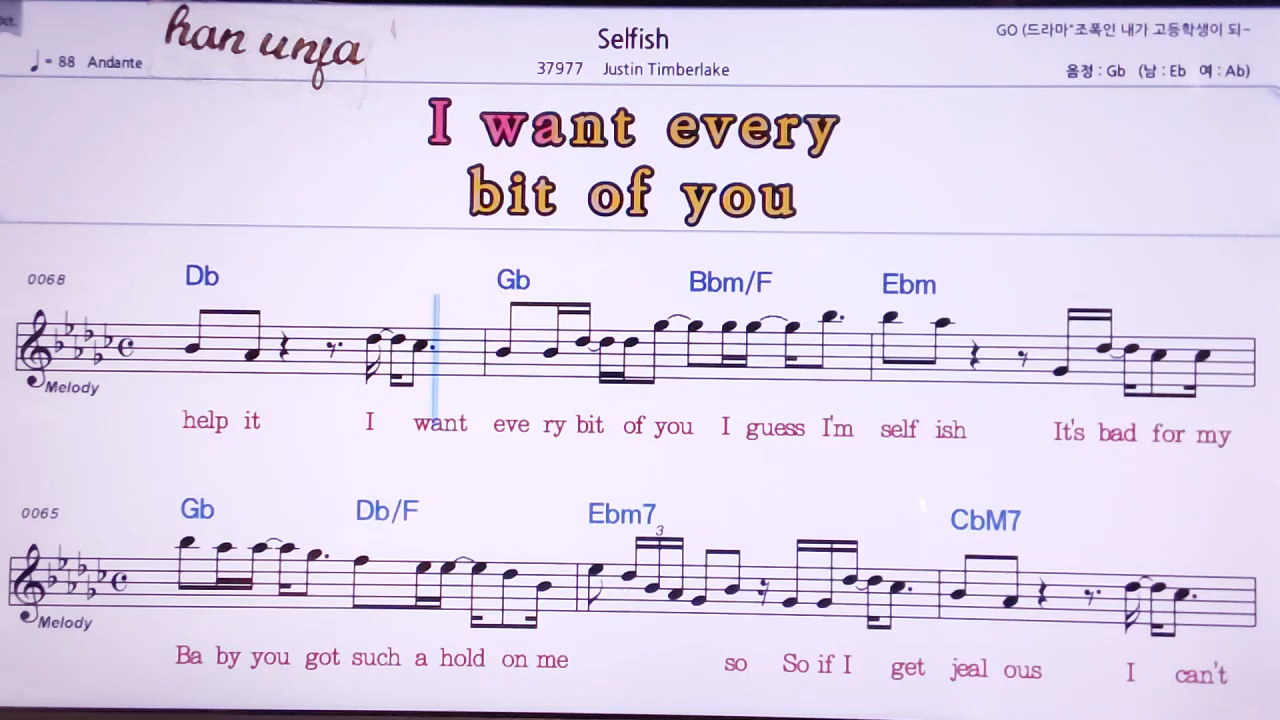 Oct.
han unfa
Selfish
GO (드라마"조폭인 내가 고등학생이 되-
♩= 88 Andante
37977 Justin Timberlake
음정 : Gb (남 : Eb 여 : Ab)
I want every
bit of you
0068 Db Gb Bbm/F Ebm
Melody
help it I want eve ry bit of you I guess I'm self ish It's bad for my
0065 Gb Db/F Ebm7 CbM7
3
Melody
Ba by you got such a hold on me so So if I get jeal ous I can't